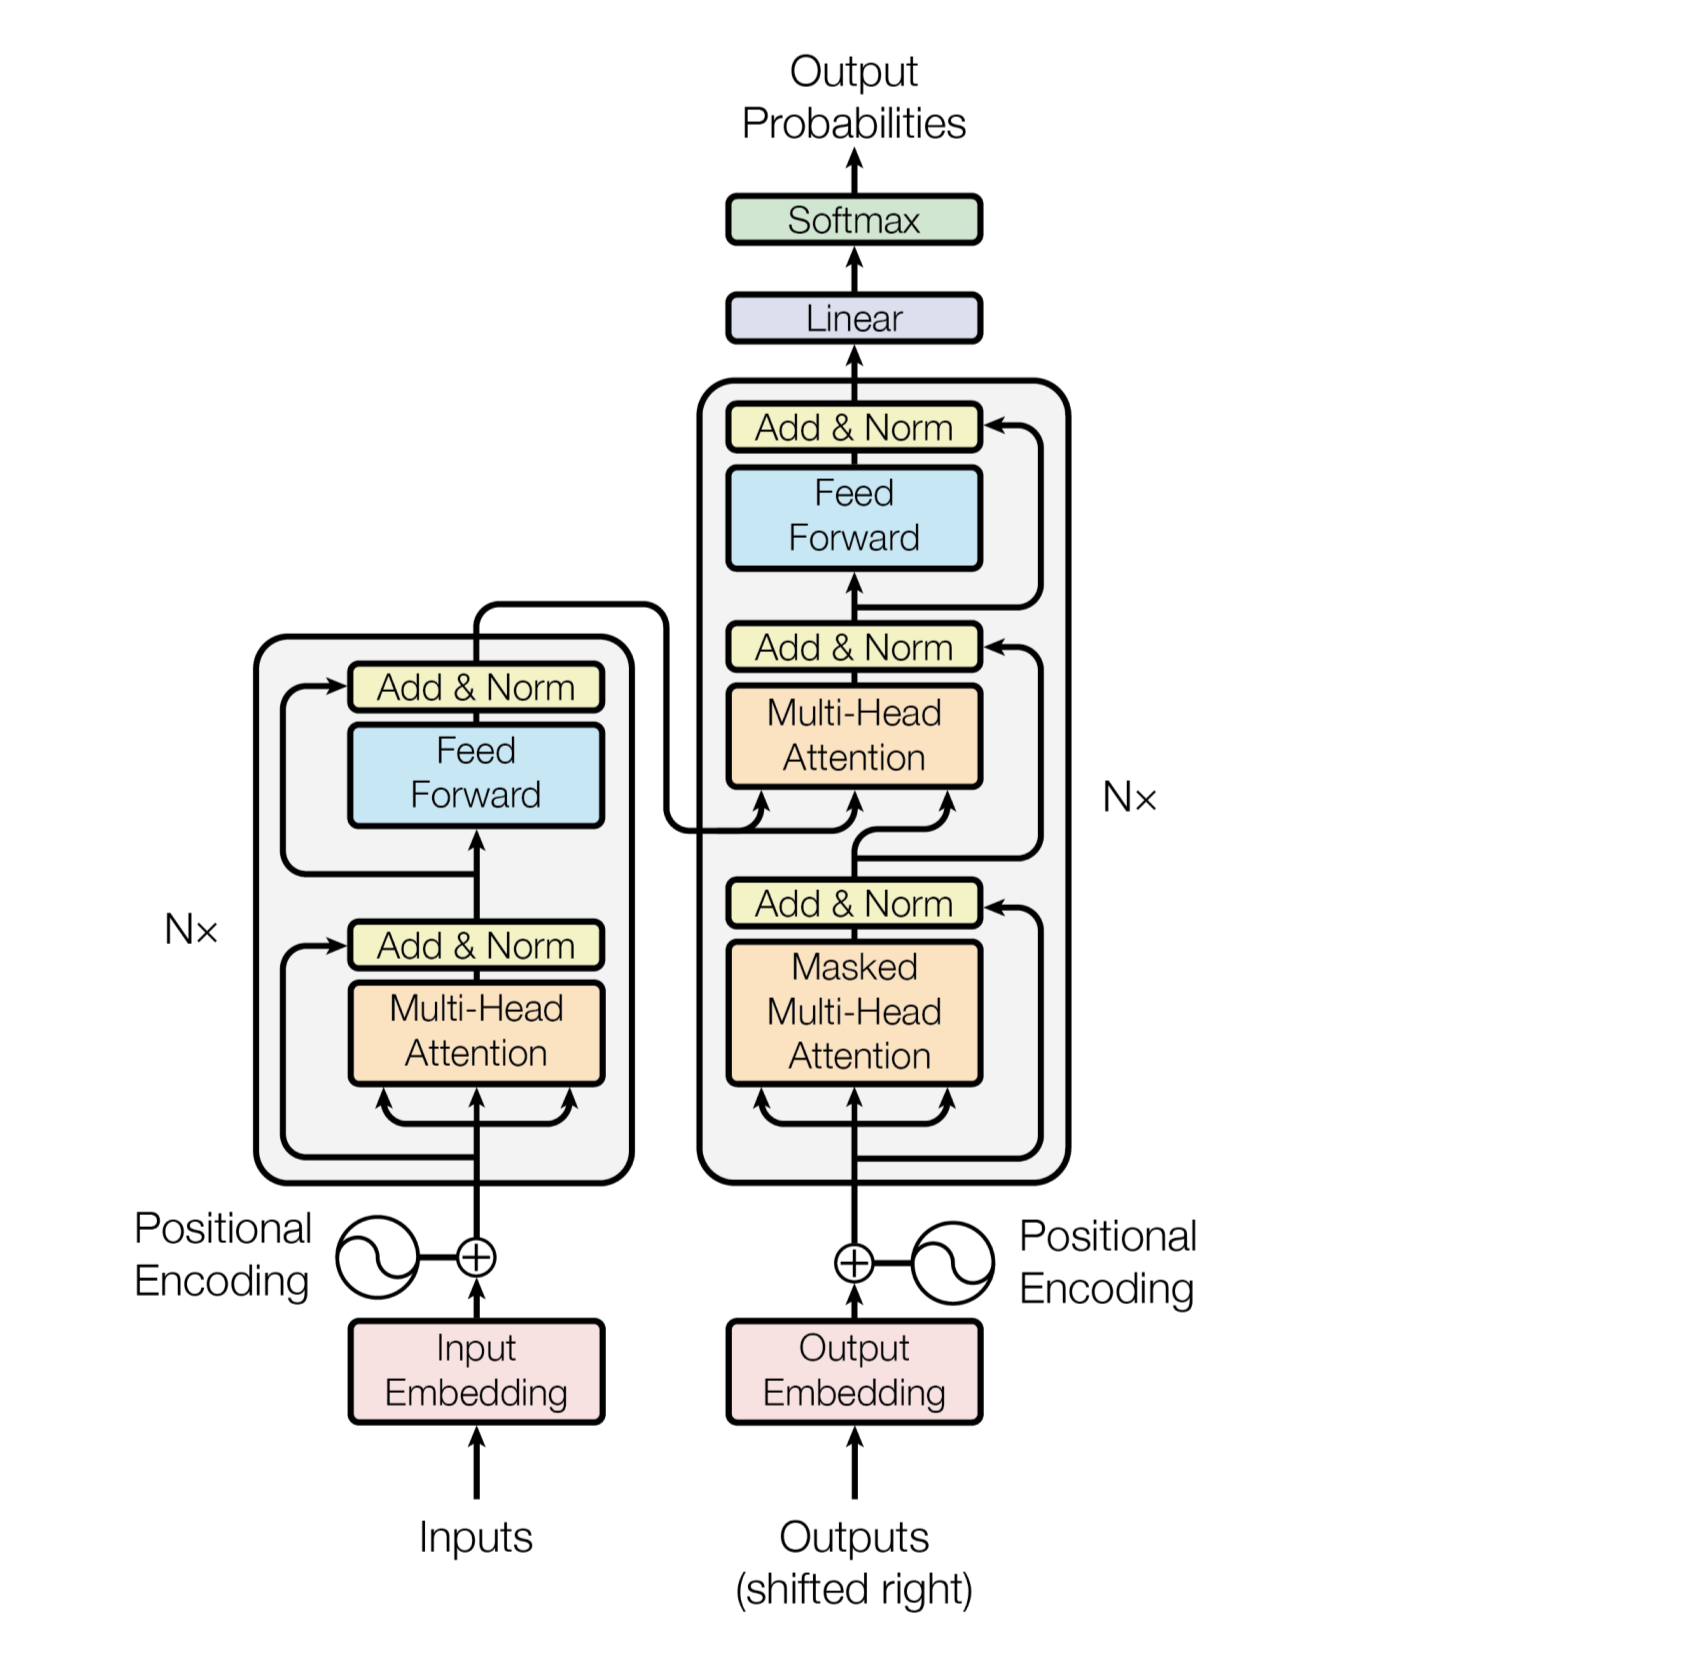 Output
Probabilities
Softmax
Linear
Add & Norm
Feed
Forward
Add & Norm
Multi-Head
Attention
Add & Norm
Masked
Multi-Head
Attention
Nx
Add & Norm
Feed
Forward
Add & Norm
Multi-Head
Attention
Nx
Positional
Encoding
Positional
Encoding
Input
Embedding
Output
Embedding
Inputs
Outputs
(shifted right)